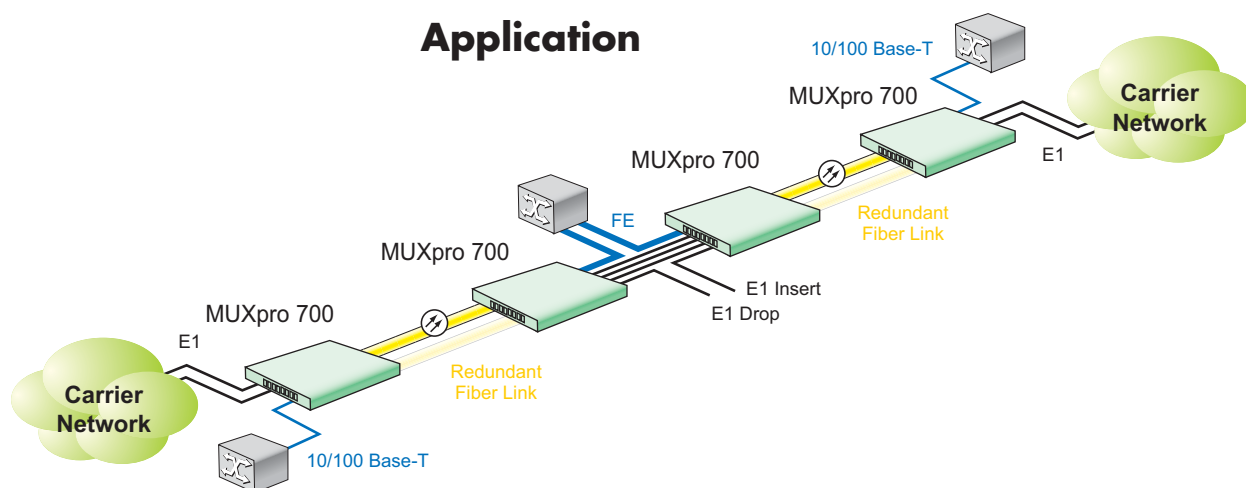 Application
10/100 Base-T
MUXpro 700
Carrier
Network
E1
MUXpro 700
Redundant
Fiber Link
FE
MUXpro 700
E1 Insert
E1 Drop
MUXpro 700
E1
Redundant
Fiber Link
Carrier
Network
10/100 Base-T